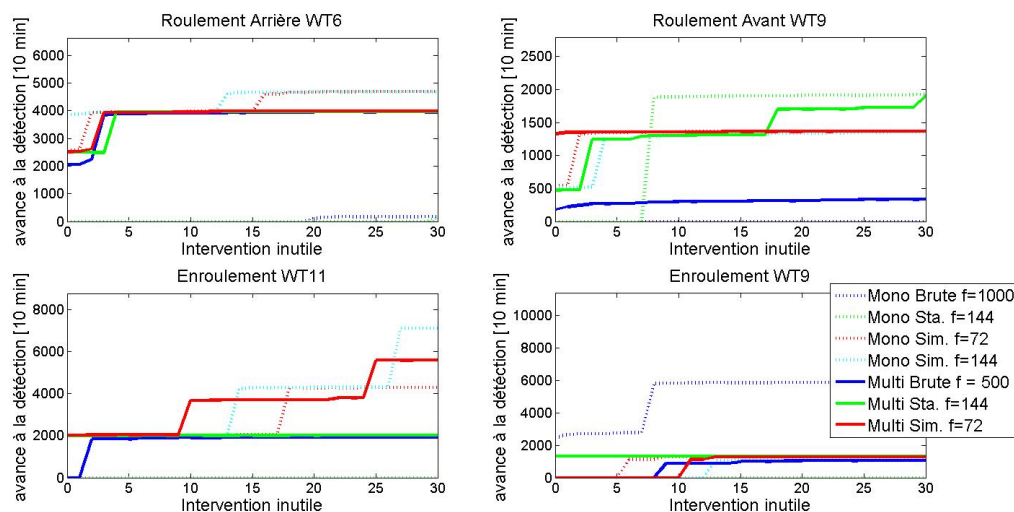 Roulement Arrière WT6
avance à la détéction [10 min]
6000
5000
4000
3000
2000
1000
0
0 5 10 15 20 25 30
Intervention inutile
Roulement Avant WT9
avance à la détéction [10 min]
2500
2000
1500
1000
500
0
0 5 10 15 20 25 30
Intervention inutile
Enroulement WT11
avance à la détéction [10 min]
8000
6000
4000
2000
0
0 5 10 15 20 25 30
Intervention inutile
Enroulement WT9
avance à la détéction [10 min]
10000
8000
6000
4000
2000
0
0 5 10 15 20 25 30
Intervention inutile
Mono Brute f=1000
Mono Sta. f=144
Mono Sim. f=72
Mono Sim. f=144
Multi Brute f = 500
Multi Sta. f=144
Multi Sim. f=72